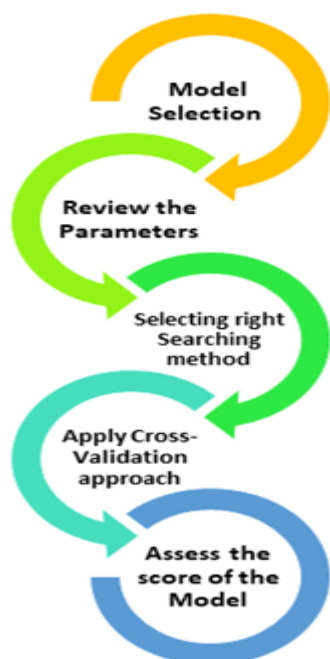 Model
Selection
Review the
Parameters
Selecting right
Searching
method
Apply Cross-
Validation
approach
Assess the
score of the
Model